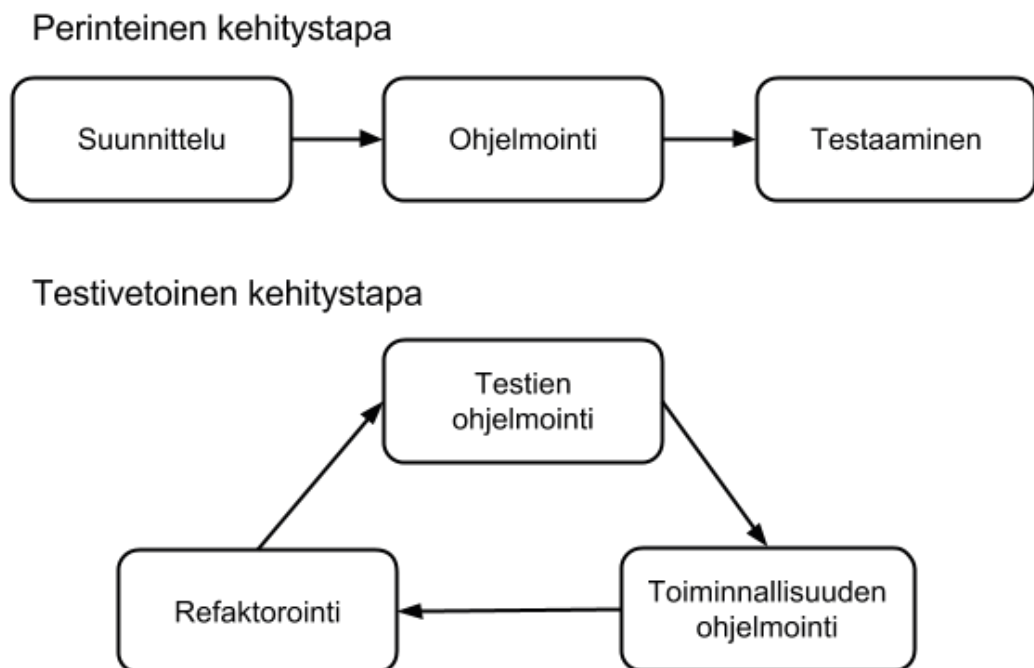 Perinteinen kehitystapa
Suunnittelu
Ohjelmointi
Testaaminen
Testivetoinen kehitystapa
Testien
ohjelmointi
Refaktorointi
Toiminnallisuuden
ohjelmointi